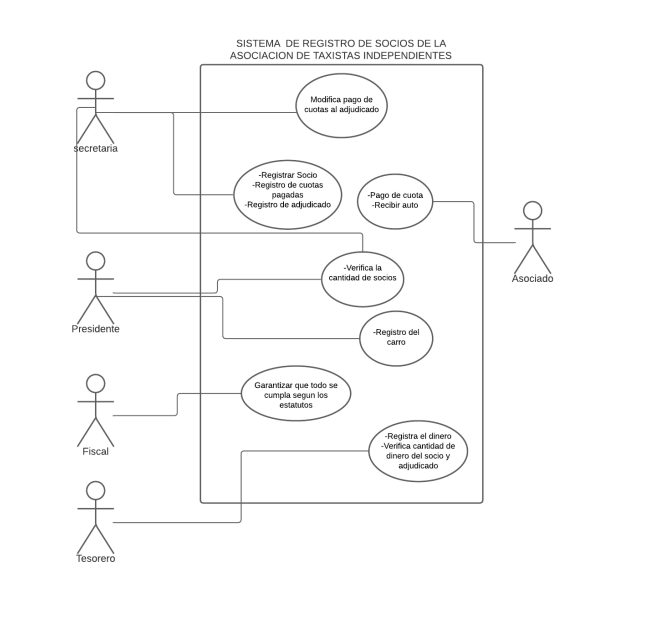 SISTEMA DE REGISTRO DE SOCIOS DE LA
ASOCIACION DE TAXISTAS INDEPENDIENTES
Modifica pago de
cuotas al adjudicado
secretaria
-Registrar Socio
-Registro de cuotas
pagadas
-Registro de adjudicado
-Pago de cuota
-Recibir auto
Asociado
-Verifica la
cantidad de socios
Presidente
-Registro del
carro
Garantizar que todo se
cumpla segun los
estatutos
Fiscal
-Registra el dinero
-Verifica cantidad de
dinero del socio y
adjudicado
Tesorero